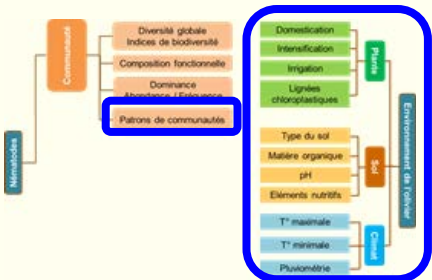 Nématodes
Communauté
Diversité globale
Indices de biodiversité
Composition fonctionnelle
Dominance
Abondance / Fréquence
Patrons de communautés
Domestication
Intensification
Irrigation
Lignées
chloroplastiques
Plante
Type du sol
Matière organique
pH
Eléments nutritifs
Sol
T° maximale
T° minimale
Pluviométrie
Climat
Environnement de l'olivier